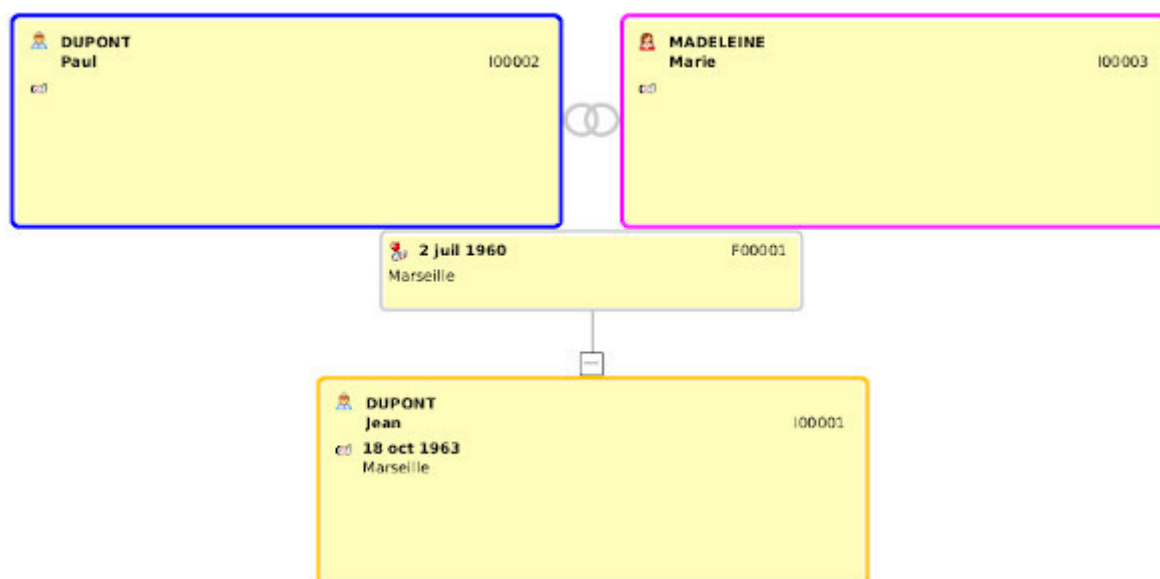 DUPONT
Paul I00002
MADELEINE
Marie I00003
2 juil 1960 F00001
Marseille
DUPONT
Jean I00001
18 oct 1963
Marseille